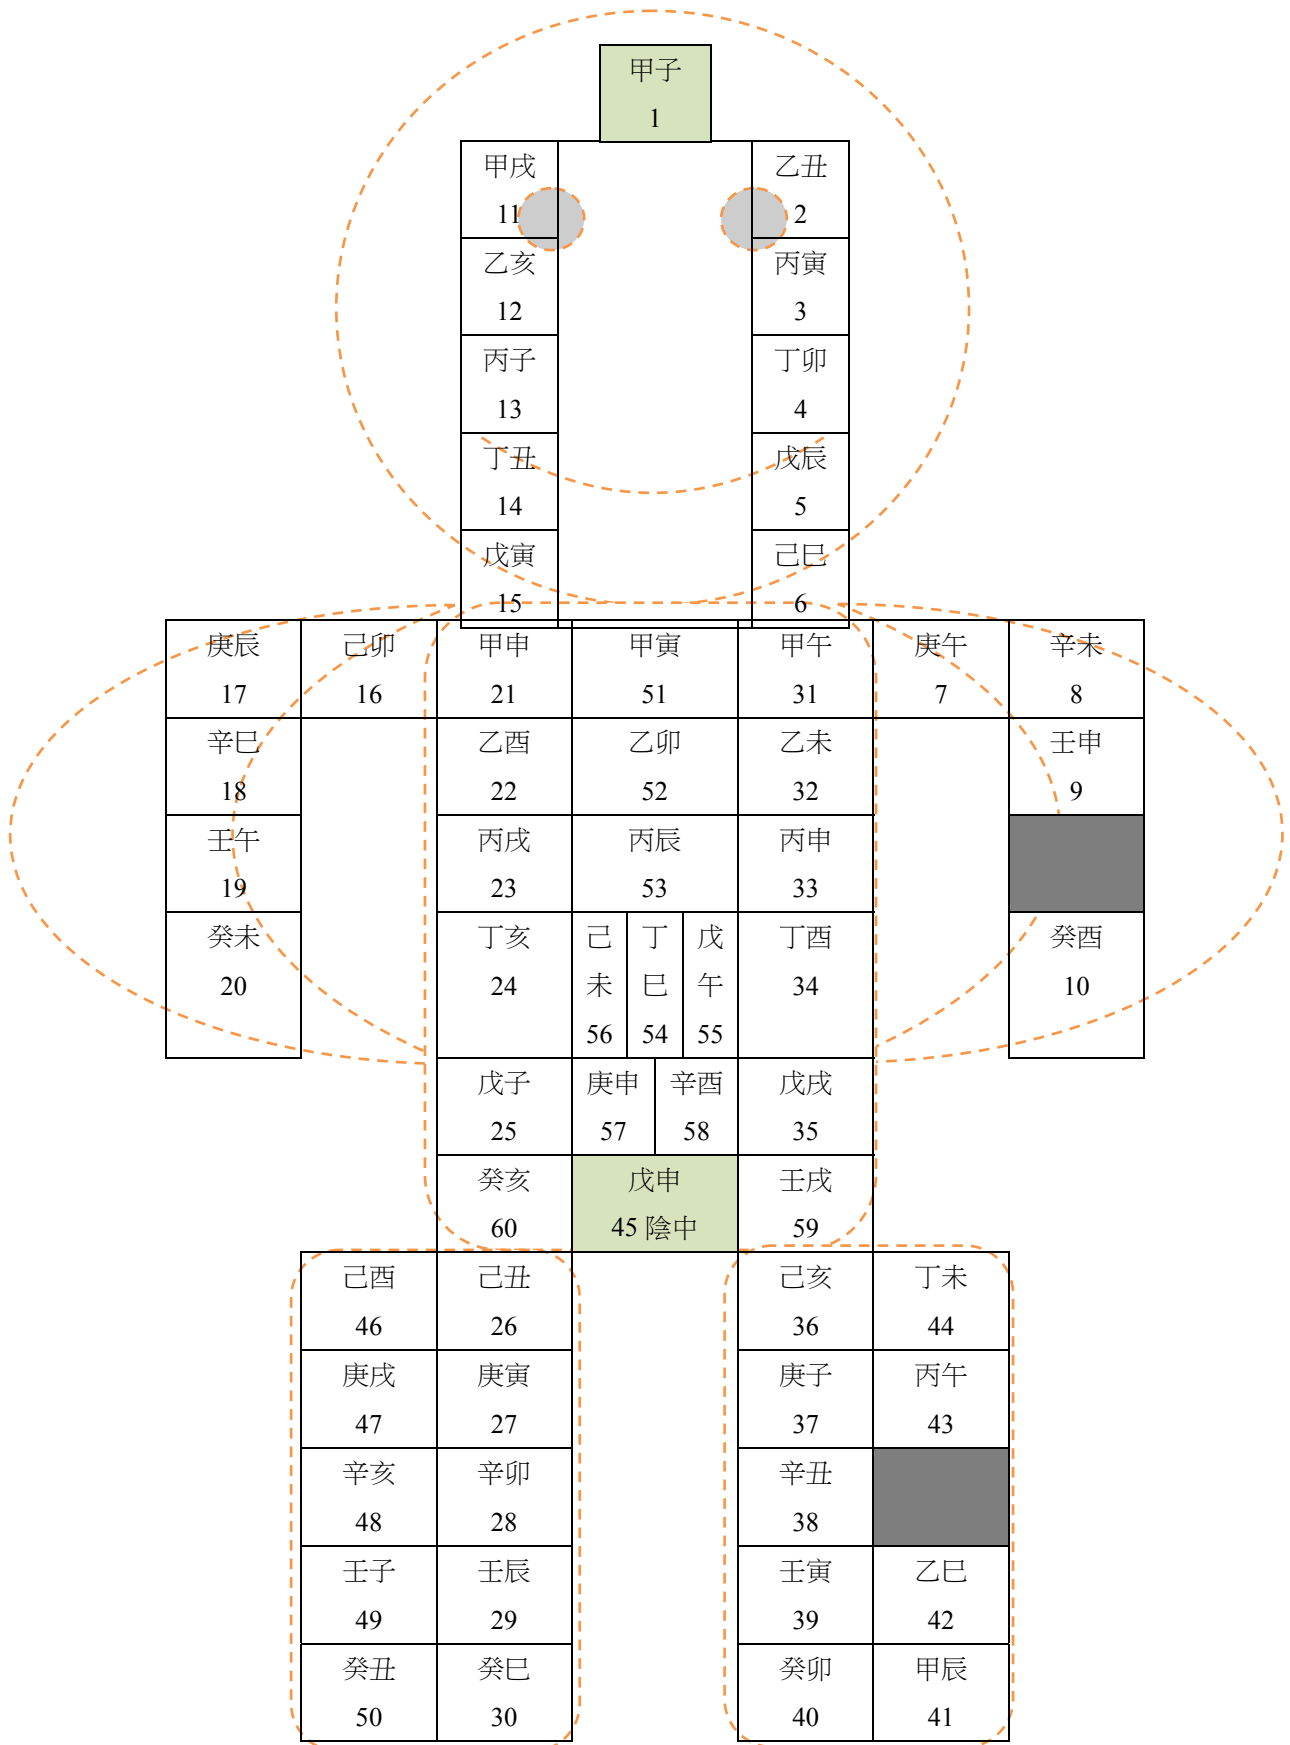 甲子
1
甲戌 乙丑
11 2
乙亥 丙寅
12 3
丙子 丁卯
13 4
丁丑 戊辰
14 5
戊寅 己巳
15 6
庚辰 己卯 甲申 甲寅 甲午 庚午 辛未
17 16 21 51 31 7 8
辛巳 乙酉 乙卯 乙未 壬申
18 22 52 32 9
壬午 丙戌 丙辰 丙申
19 23 53 33
癸未 丁亥 己 丁 戊 丁酉 癸酉
20 24 未 巳 午 34 10
56 54 55
戊子 庚申 辛酉 戊戌
25 57 58 35
癸亥 戊申 壬戌
60 45 陰中 59
己酉 己丑 己亥 丁未
46 26 36 44
庚戌 庚寅 庚子 丙午
47 27 37 43
辛亥 辛卯 辛丑
48 28 38
壬子 壬辰 壬寅 乙巳
49 29 39 42
癸丑 癸巳 癸卯 甲辰
50 30 40 41